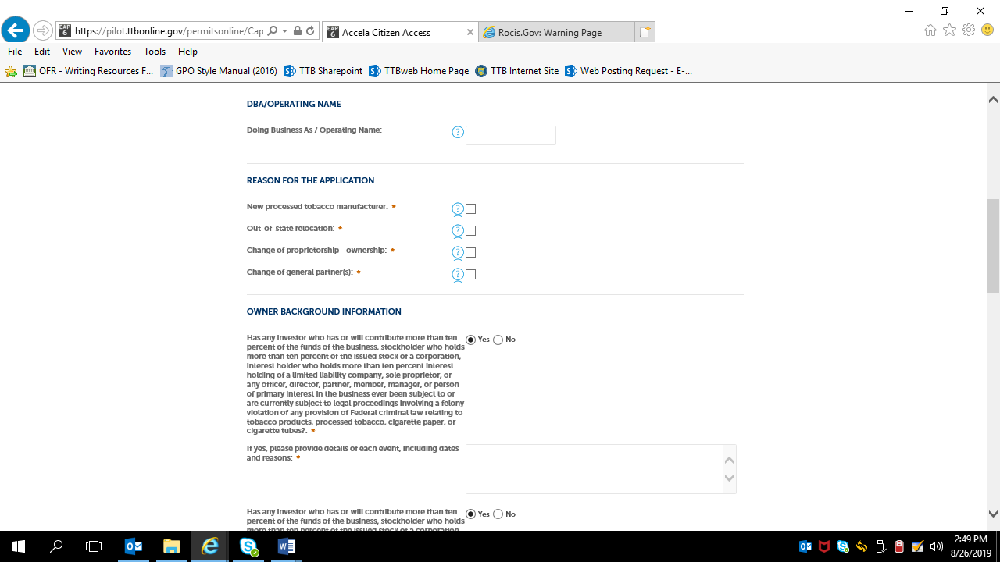 EAP 6 https://pilot.ttbonline.gov/permitsonline/Cap EAP 6 Accela Citizen Access Rocis.Gov: Warning Page
File Edit View Favorites Tools Help
OFR - Writing Resources F... GPO Style Manual (2016) TTB Sharepoint TTBweb Home Page TTB Internet Site Web Posting Request - E-...
DBA/OPERATING NAME
Doing Business As / Operating Name: ?
REASON FOR THE APPLICATION
New processed tobacco manufacturer: * ?
Out-of-state relocation: * ?
Change of proprietorship - ownership: * ?
Change of general partner(s): * ?
OWNER BACKGROUND INFORMATION
Has any investor who has or will contribute more than ten Yes No
percent of the funds of the business, stockholder who holds
more than ten percent of the issued stock of a corporation,
interest holder who holds more than ten percent interest
holding of a limited liability company, sole proprietor, or
any officer, director, partner, member, manager, or person
of primary interest in the business ever been subject to or
are currently subject to legal proceedings involving a felony
violation of any provision of Federal criminal law relating to
tobacco products, processed tobacco, cigarette paper, or
cigarette tubes?: *
If yes, please provide details of each event, including dates
and reasons: *
Has any investor who has or will contribute more than ten Yes No
percent of the funds of the business, stockholder who holds
more than ten percent of the issued stock of a corporation,
2:49 PM
8/26/2019